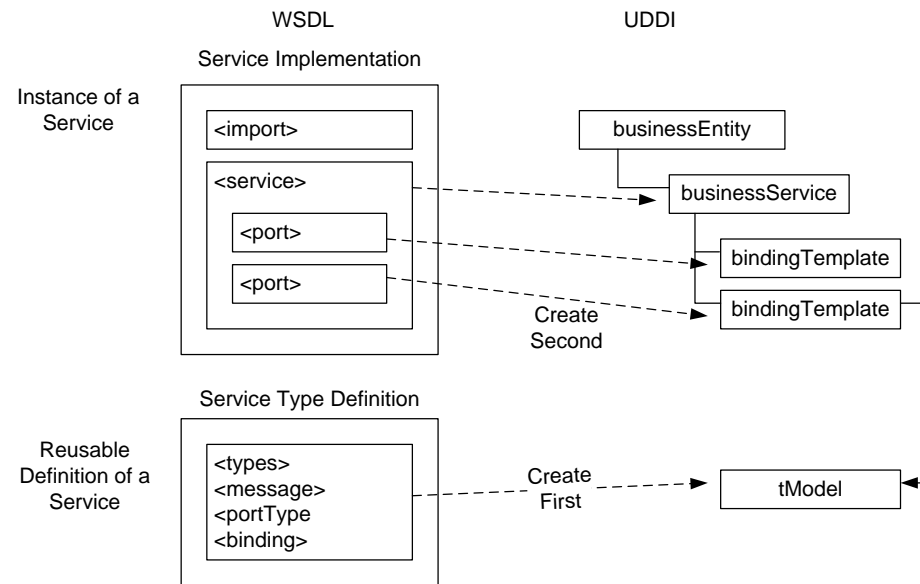 WSDL
UDDI
Service Implementation
Instance of a
Service
<import>
<service>
<port>
<port>
businessEntity
businessService
bindingTemplate
bindingTemplate
Create
Second
Service Type Definition
Reusable
Definition of a
Service
<types>
<message>
<portType
<binding>
Create
First
tModel